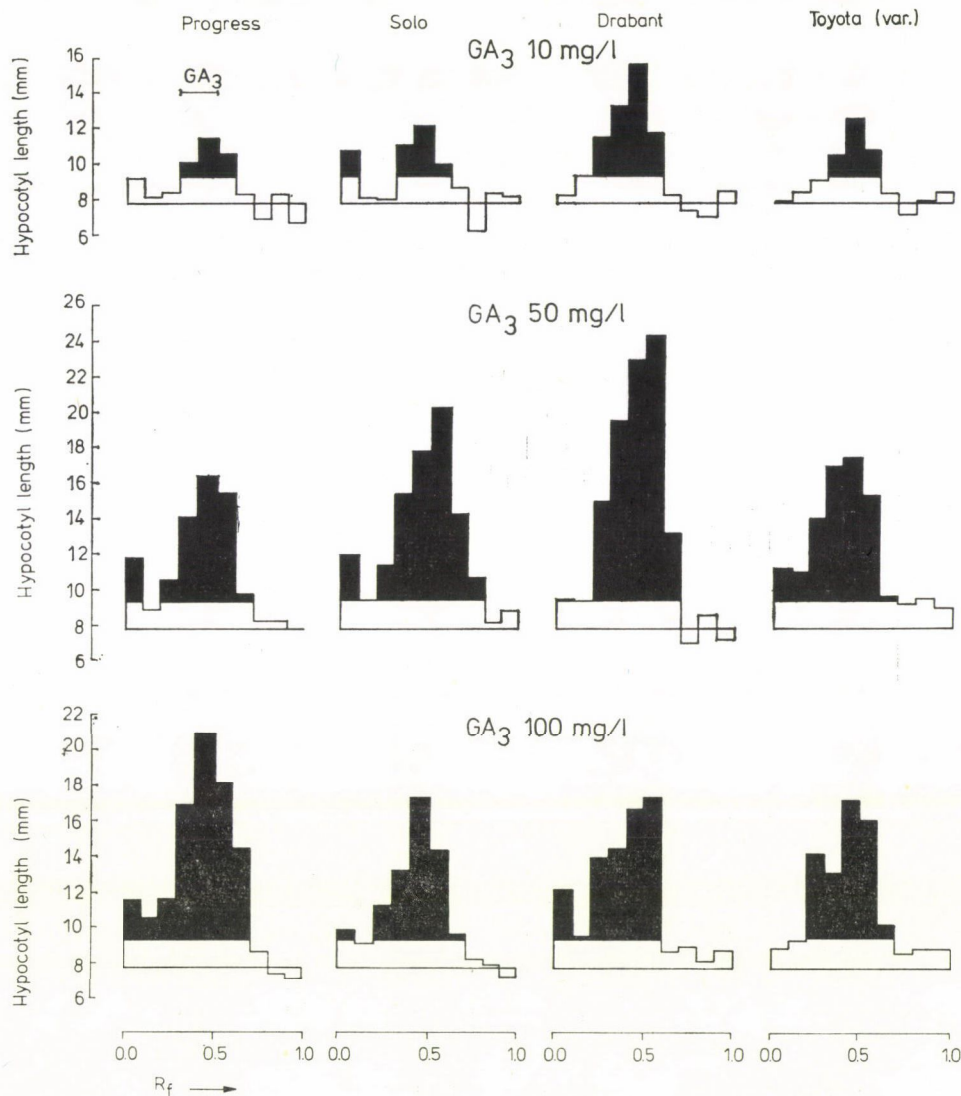 Progress Solo Drabant Toyota (var.)
GA3 10 mg/l
GA3
Hypocotyl length (mm)
16
14
12
10
8
6
GA3 50 mg/l
Hypocotyl length (mm)
26
24
22
20
18
16
14
12
10
8
6
GA3 100 mg/l
Hypocotyl length (mm)
22
20
18
16
14
12
10
8
6
0.0 0.5 1.0 0.0 0.5 1.0 0.0 0.5 1.0 0.0 0.5 1.0
Rf